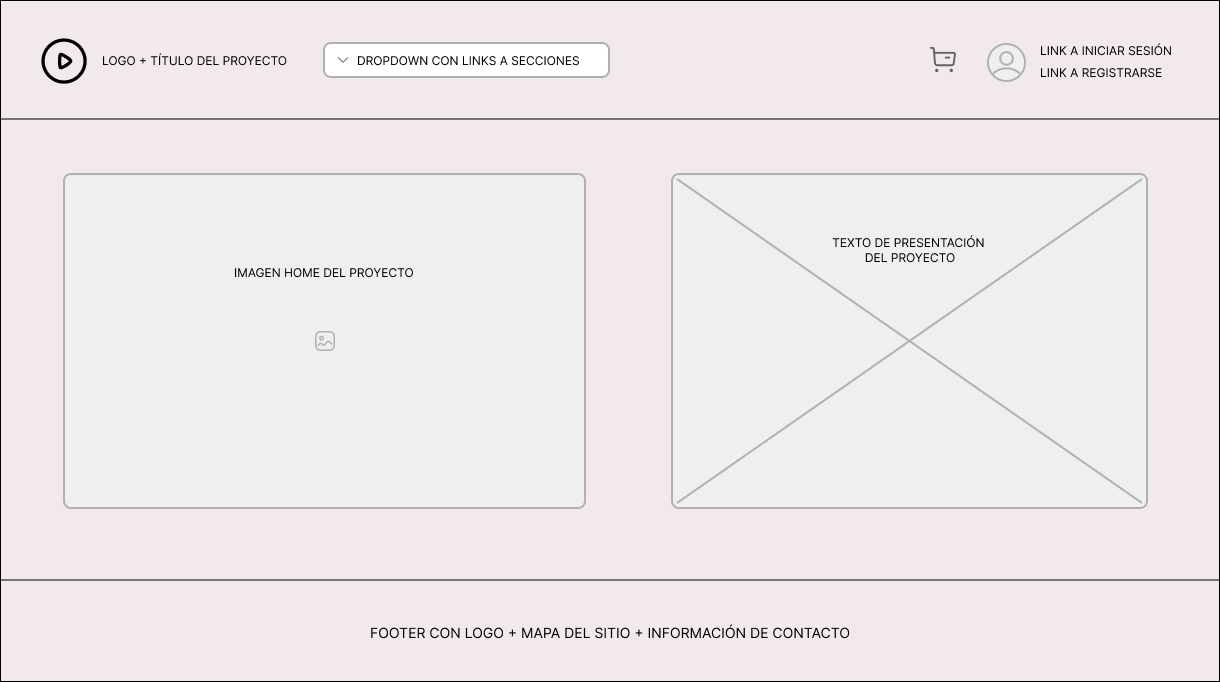 LOGO + TÍTULO DEL PROYECTO
DROPDOWN CON LINKS A SECCIONES
LINK A INICIAR SESIÓN
LINK A REGISTRARSE
IMAGEN HOME DEL PROYECTO
TEXTO DE PRESENTACIÓN
DEL PROYECTO
FOOTER CON LOGO + MAPA DEL SITIO + INFORMACIÓN DE CONTACTO